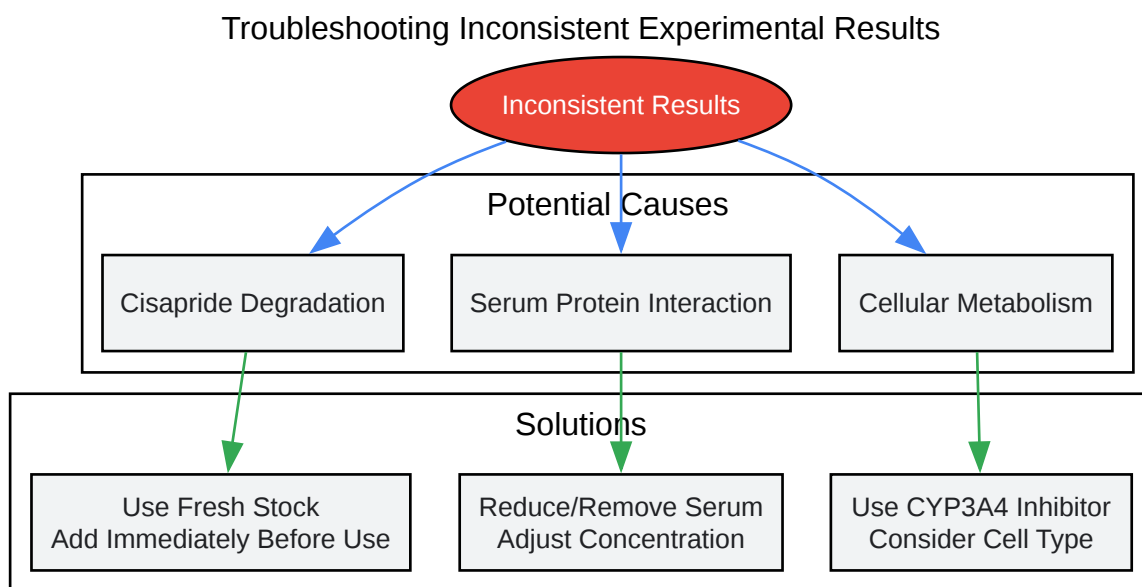 Troubleshooting Inconsistent Experimental Results
Inconsistent Results
Potential Causes
Cisapride Degradation
Serum Protein Interaction
Cellular Metabolism
Solutions
Use Fresh Stock
Add Immediately Before Use
Reduce/Remove Serum
Adjust Concentration
Use CYP3A4 Inhibitor
Consider Cell Type